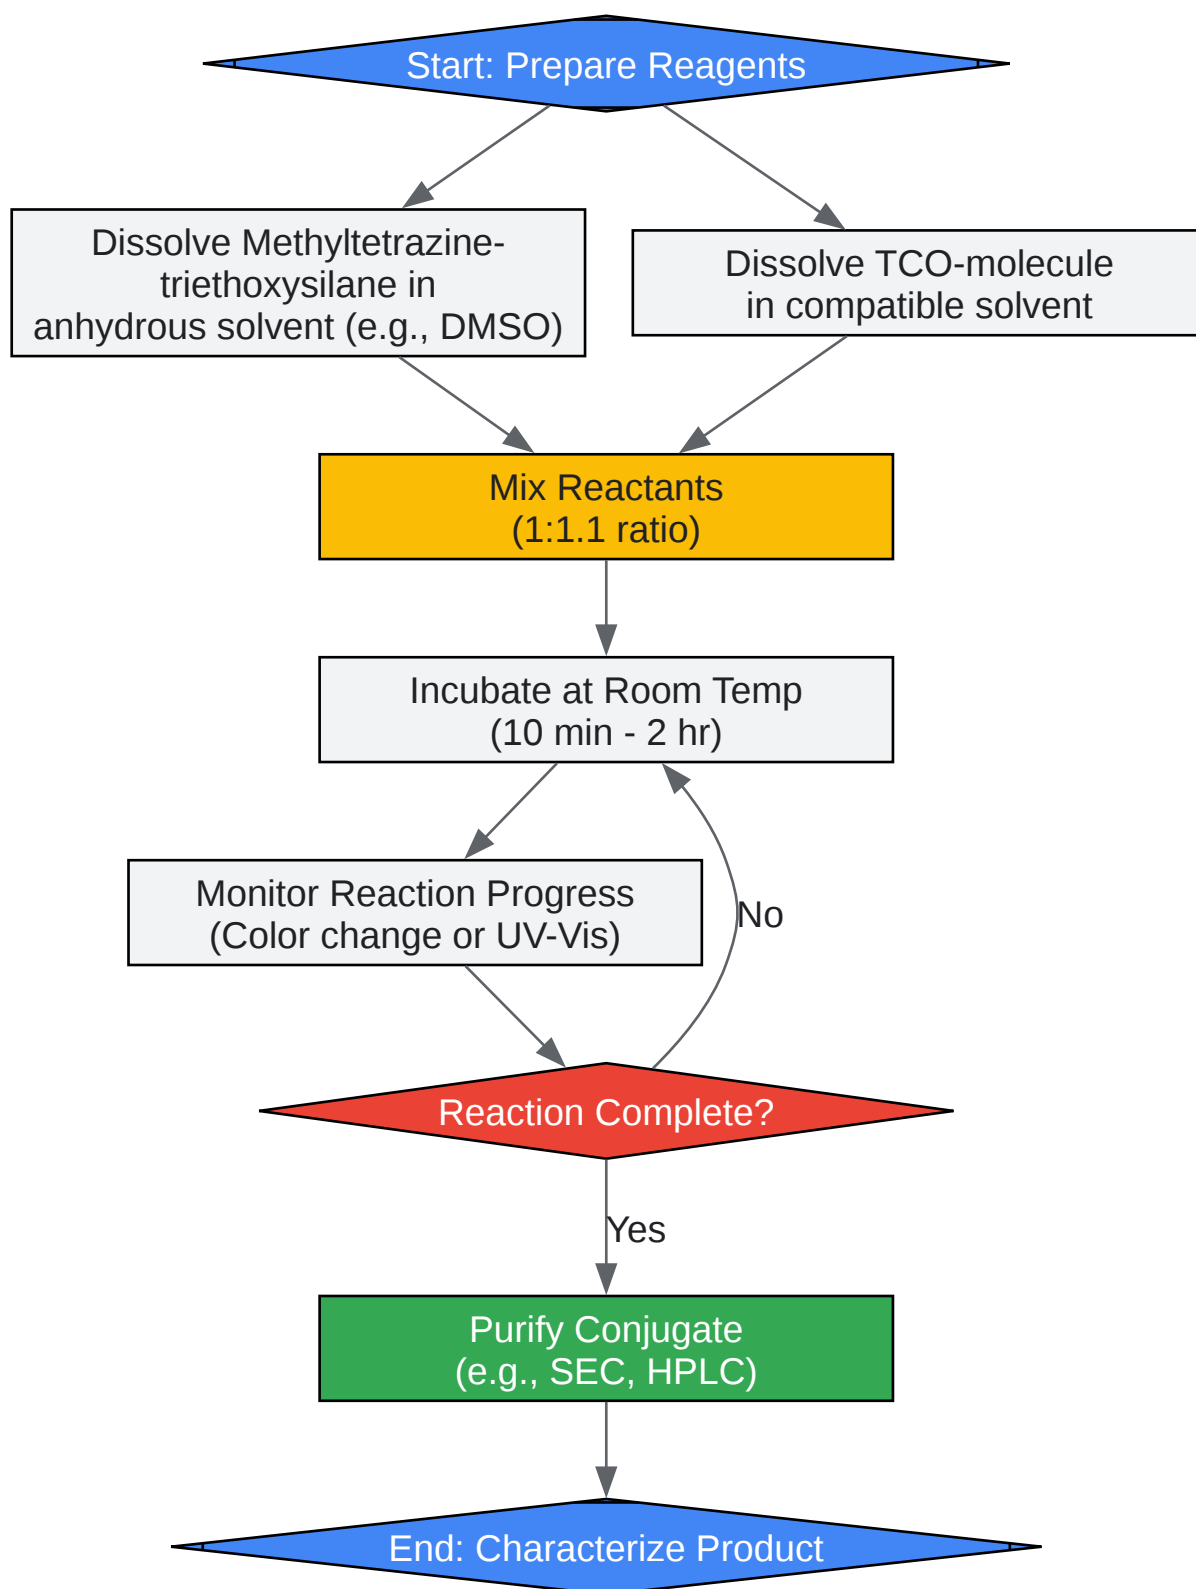 Start: Prepare Reagents
Dissolve Methyltetrazine-
triethoxysilane in
anhydrous solvent (e.g., DMSO)
Dissolve TCO-molecule
in compatible solvent
Mix Reactants
(1:1.1 ratio)
Incubate at Room Temp
(10 min - 2 hr)
Monitor Reaction Progress
(Color change or UV-Vis)
No
Reaction Complete?
Yes
Purify Conjugate
(e.g., SEC, HPLC)
End: Characterize Product